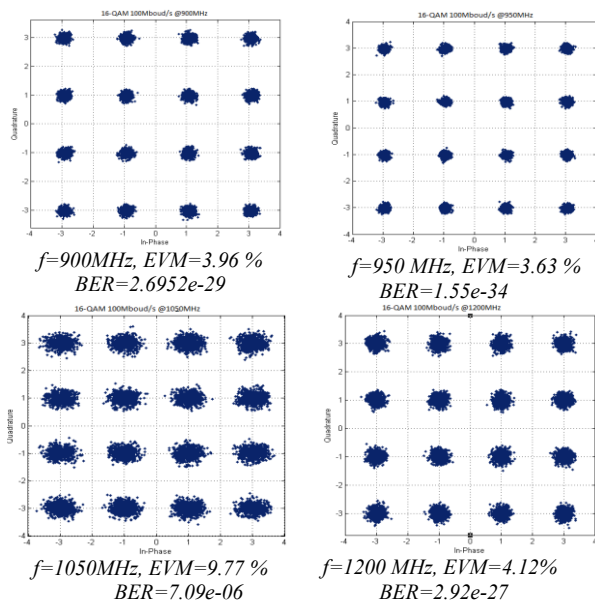 16-QAM 100Mboud/s @900MHz
3
2
1
0
-1
-2
-3
Quadrature
-4 -3 -2 -1 0 1 2 3 4
In-Phase
f=900MHz, EVM=3.96 %
BER=2.6952e-29
16-QAM 100Mboud/s @950MHz
4
3
2
1
0
-1
-2
-3
-4
Quadrature
-4 -3 -2 -1 0 1 2 3 4
In-Phase
f=950 MHz, EVM=3.63 %
BER=1.55e-34
16-QAM 100Mboud/s @1050MHz
4
3
2
1
0
-1
-2
-3
-4
Quadrature
-4 -3 -2 -1 0 1 2 3 4
In-Phase
f=1050MHz, EVM=9.77 %
BER=7.09e-06
16-QAM 100Mboud/s @1200MHz
4
3
2
1
0
-1
-2
-3
Quadrature
-4 -3 -2 -1 0 1 2 3 4
In-Phase
f=1200 MHz, EVM=4.12%
BER=2.92e-27